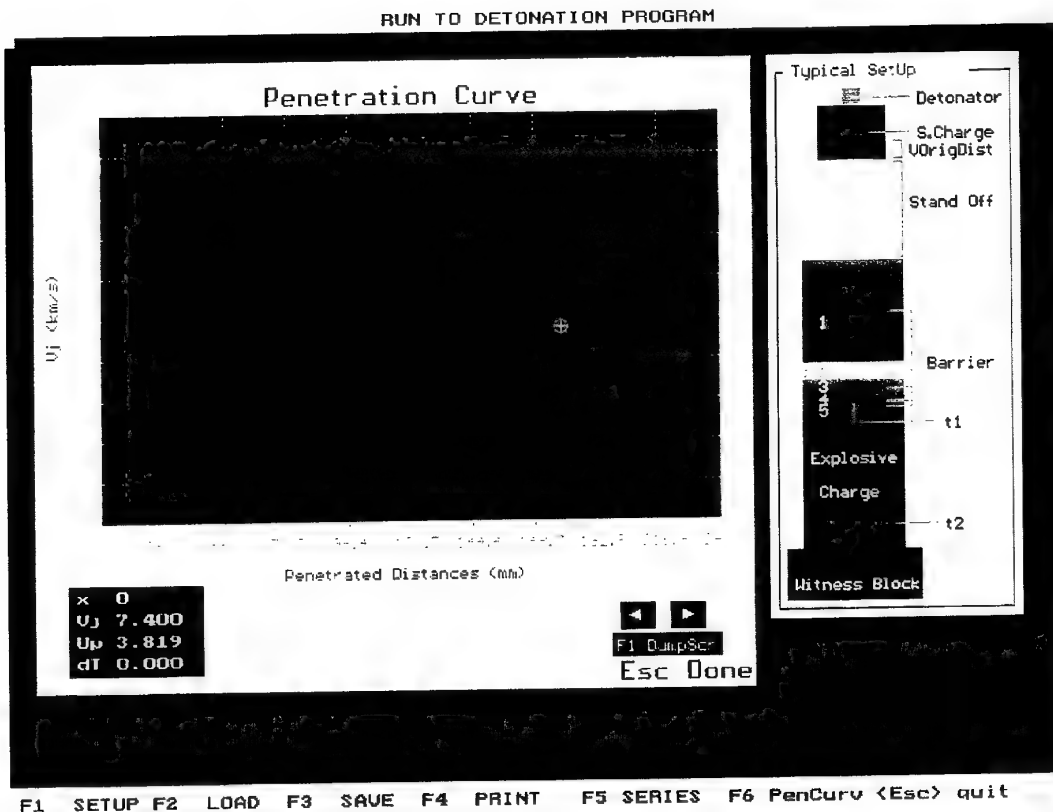 RUN TO DETONATION PROGRAM
Penetration Curve
Vj (km/s)
Penetrated Distances (mm)
x 0
Vj 7.400
Up 3.819
dT 0.000
F1 DumpScr
Esc Done
Typical SetUp
Detonator
S.Charge
VOrigDist
Stand Off
1
Barrier
3
4
5
t1
Explosive
Charge
t2
Witness Block
F1 SETUP F2 LOAD F3 SAVE F4 PRINT F5 SERIES F6 PenCurv <Esc> quit